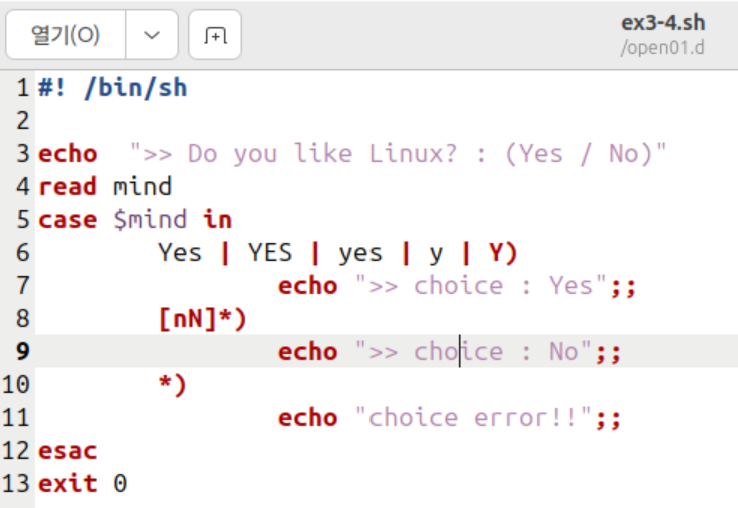 열기(O)
ex3-4.sh
/open01.d
1 #! /bin/sh
2
3 echo  ">> Do you like Linux? : (Yes / No)"
4 read mind
5 case $mind in
6         Yes | YES | yes | y | Y)
7                 echo ">> choice : Yes";;
8         [nN]*)
9                 echo ">> choice : No";;
10         *)
11                 echo "choice error!!";;
12 esac
13 exit 0